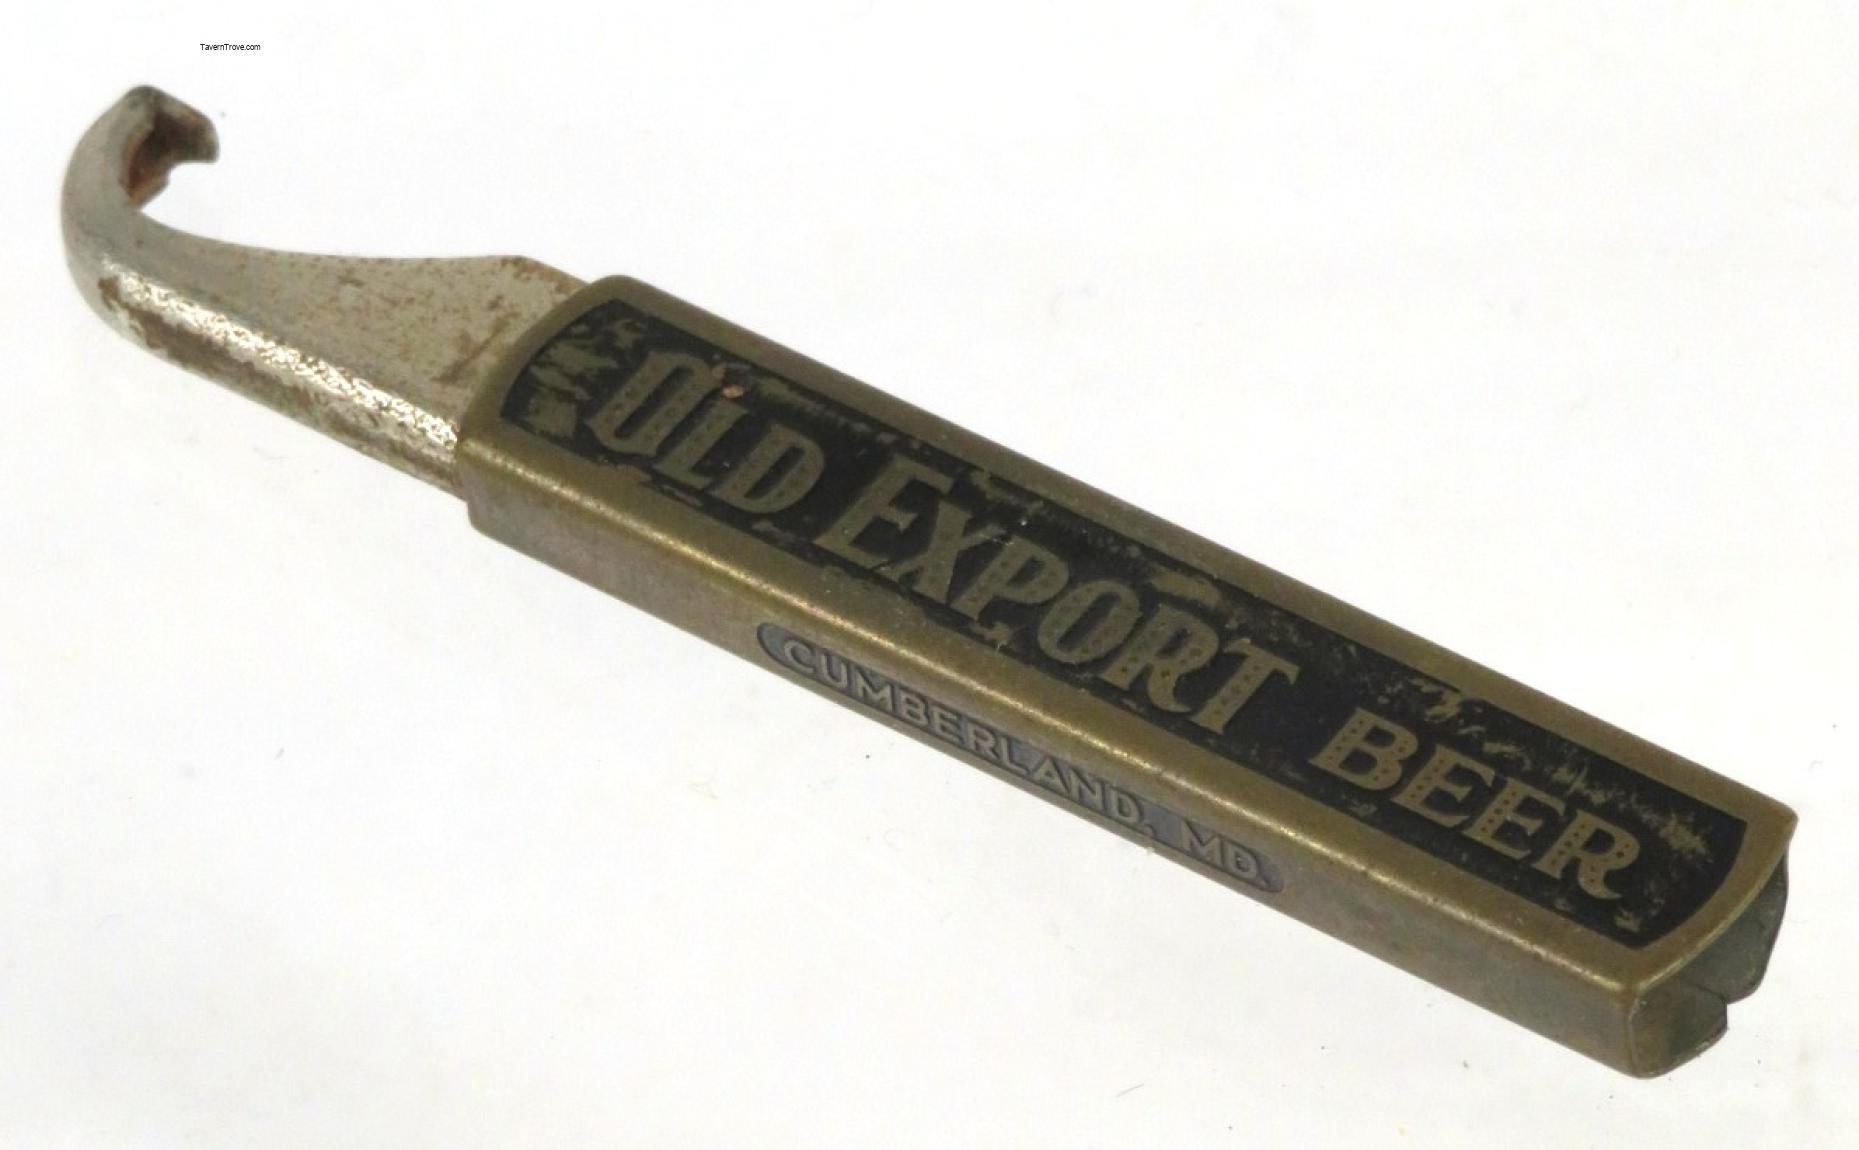 TavernTrove.com
OLD EXPORT BEER
CUMBERLAND, MD.